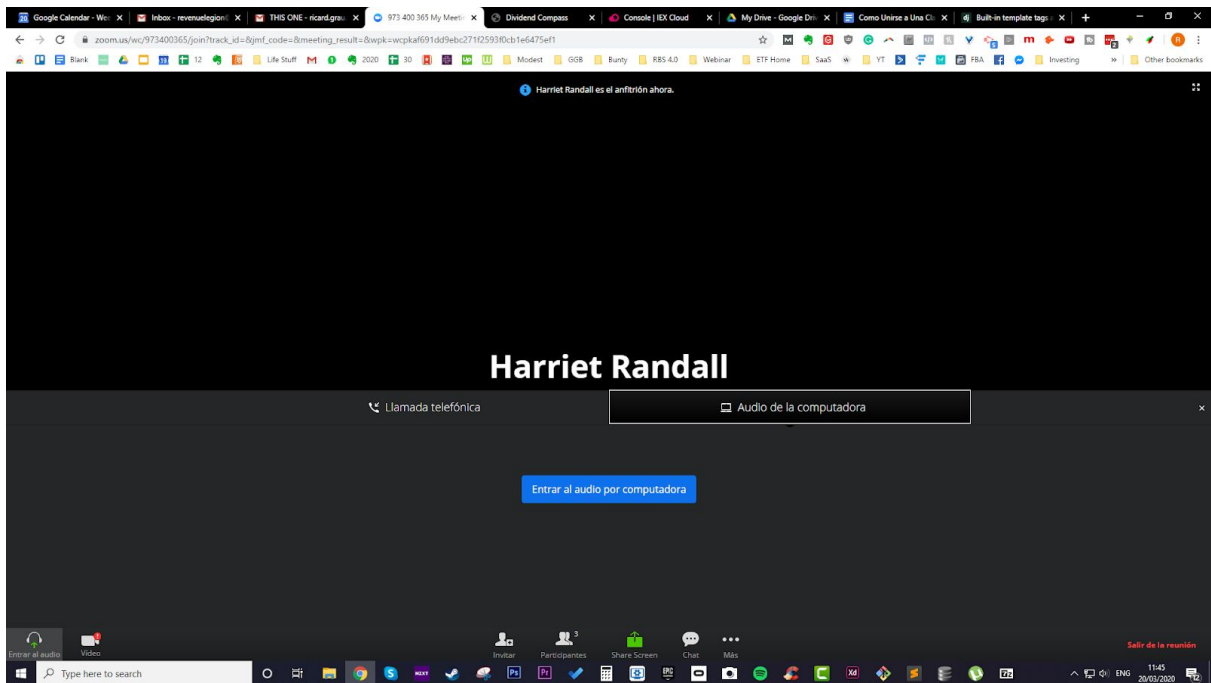 Google Calendar - Wee
Inbox - revenuelegion@
THIS ONE - ricard.grau
973 400 365 My Meetin
Dividend Compass
Console | IEX Cloud
My Drive - Google Driv
Como Unirse a Una Cla
Built-in template tags a
zoom.us/wc/973400365/join?track_id=&jmf_code=&meeting_result=&wpk=wcpkaf691dd9ebc271f2593f0cb1e6475ef1
Blank
12
Life Stuff
2020
30
Modest
GGB
Bunty
RBS 4.0
Webinar
ETF Home
SaaS
YT
FBA
Investing
Other bookmarks
Harriet Randall es el anfitrión ahora.
Harriet Randall
Llamada telefónica
Audio de la computadora
Entrar al audio por computadora
Entrar al audio
Video
Invitar
3
Participantes
Share Screen
Chat
Más
Salir de la reunión
Type here to search
ENG
11:45
20/03/2020